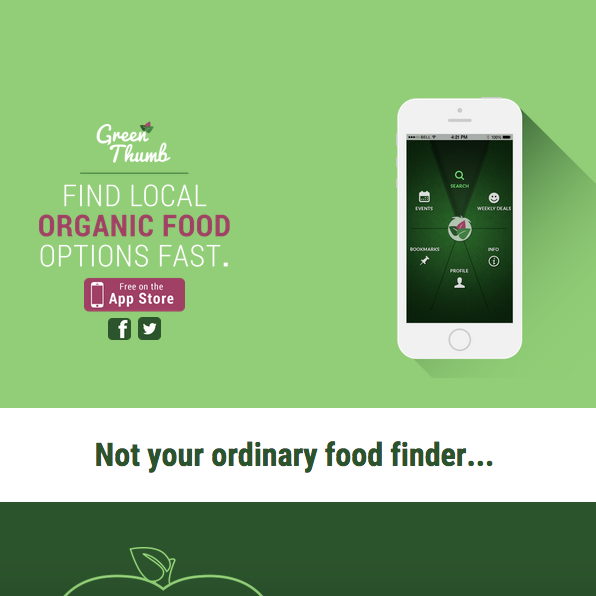 Green
Thumb
FIND LOCAL
ORGANIC FOOD
OPTIONS FAST.
Free on the
App Store
BELL 4:21 PM 100%
SEARCH
EVENTS
WEEKLY DEALS
BOOKMARKS
INFO
PROFILE
Not your ordinary food finder...